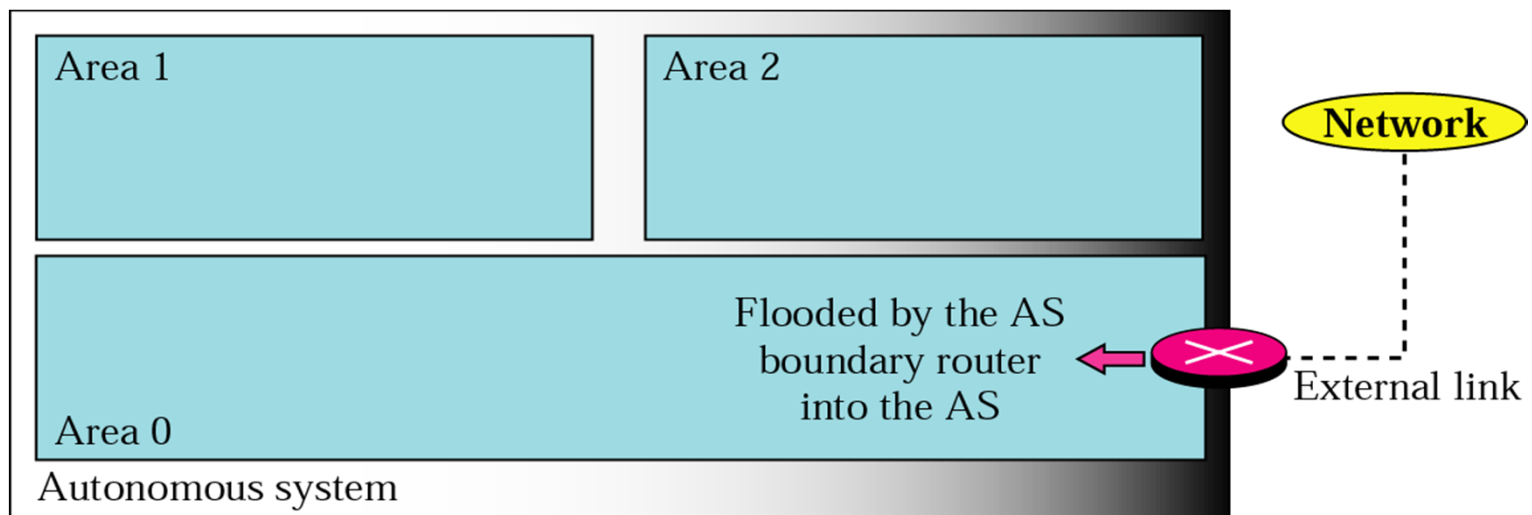 Area 1
Area 2
Network
Flooded by the AS
boundary router
into the AS
External link
Area 0
Autonomous system